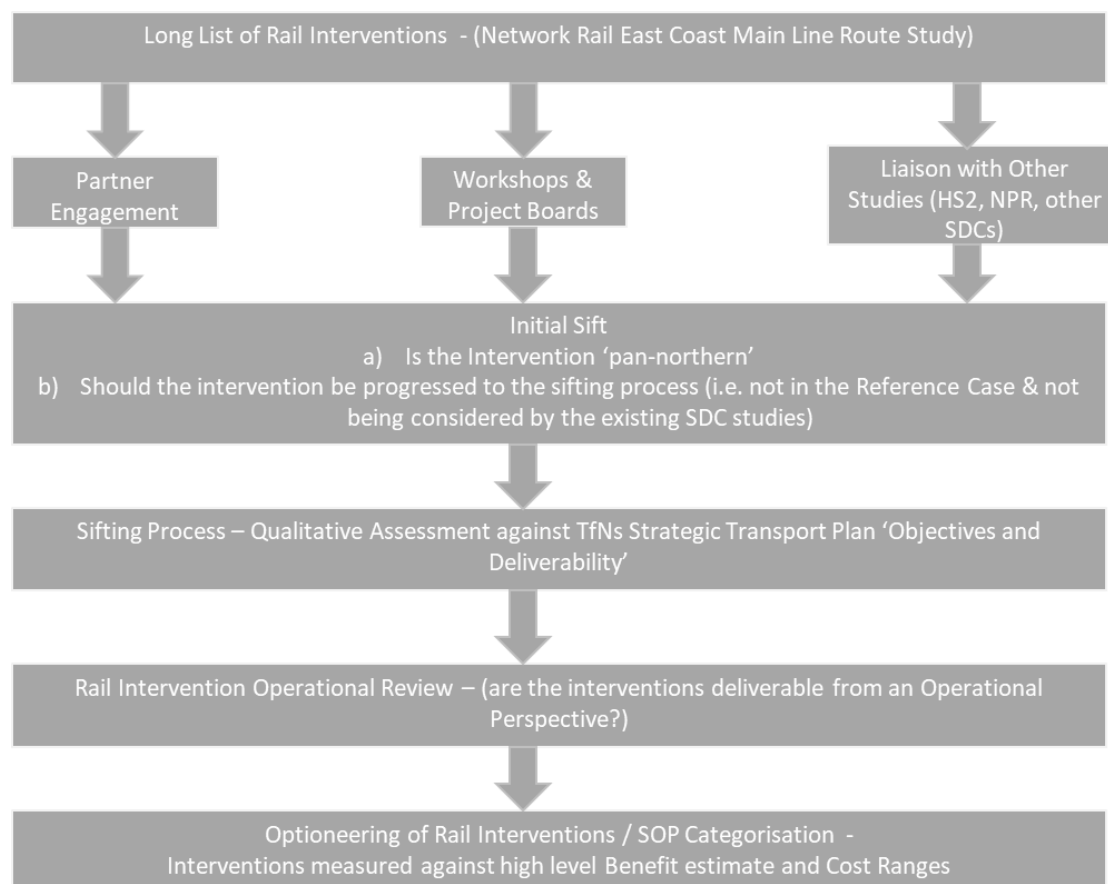 Long List of Rail Interventions - (Network Rail East Coast Main Line Route Study)
Partner
Engagement
Workshops &
Project Boards
Liaison with Other
Studies (HS2, NPR, other
SDCs)
Initial Sift
a) Is the Intervention ‘pan-northern’
b) Should the intervention be progressed to the sifting process (i.e. not in the Reference Case & not
being considered by the existing SDC studies)
Sifting Process – Qualitative Assessment against TfNs Strategic Transport Plan ‘Objectives and
Deliverability’
Rail Intervention Operational Review – (are the interventions deliverable from an Operational
Perspective?)
Optioneering of Rail Interventions / SOP Categorisation -
Interventions measured against high level Benefit estimate and Cost Ranges